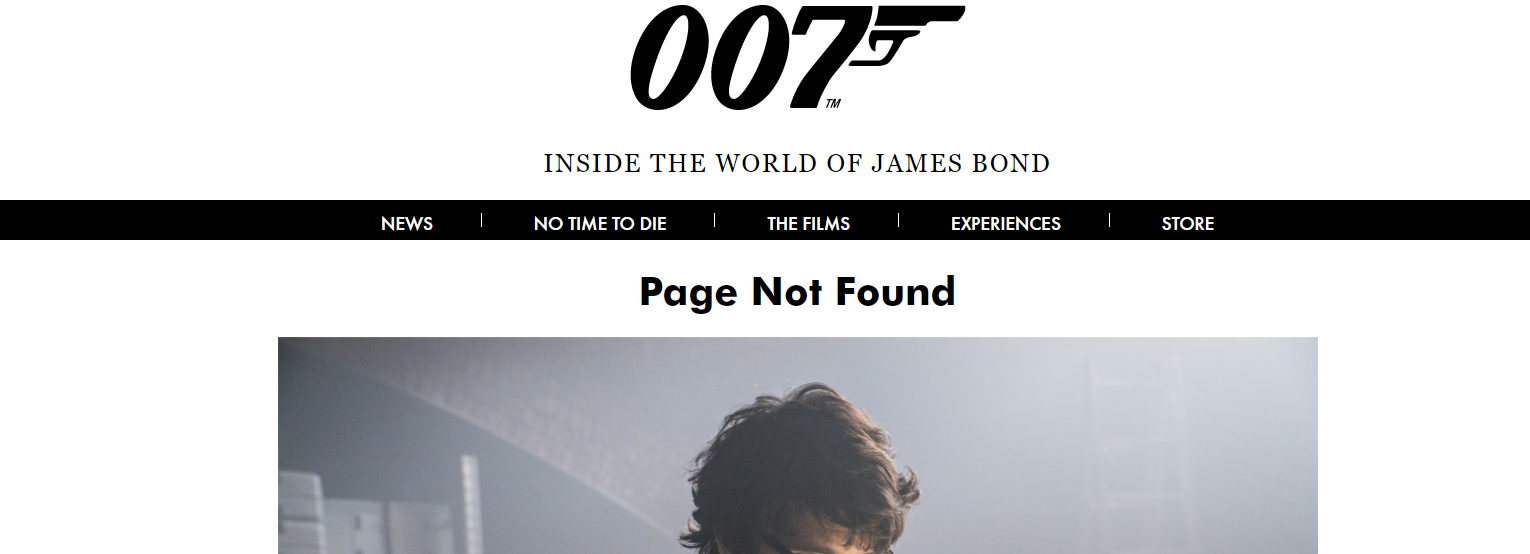 007
TM
INSIDE THE WORLD OF JAMES BOND
NEWS | NO TIME TO DIE | THE FILMS | EXPERIENCES | STORE
Page Not Found